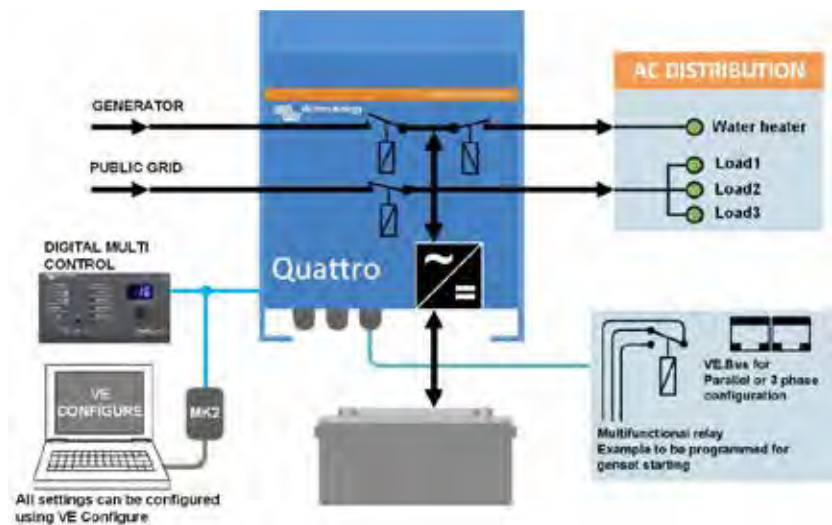 AC DISTRIBUTION
GENERATOR
victron energy
Water heater
PUBLIC GRID
Load1
Load2
Load3
DIGITAL MULTI
CONTROL
Quattro
VE
CONFIGURE
MK2
VE.Bus for
Parallel or 3 phase
configuration
Multifunctional relay
Example to be programmed for
genset starting
All settings can be configured
using VE Configure